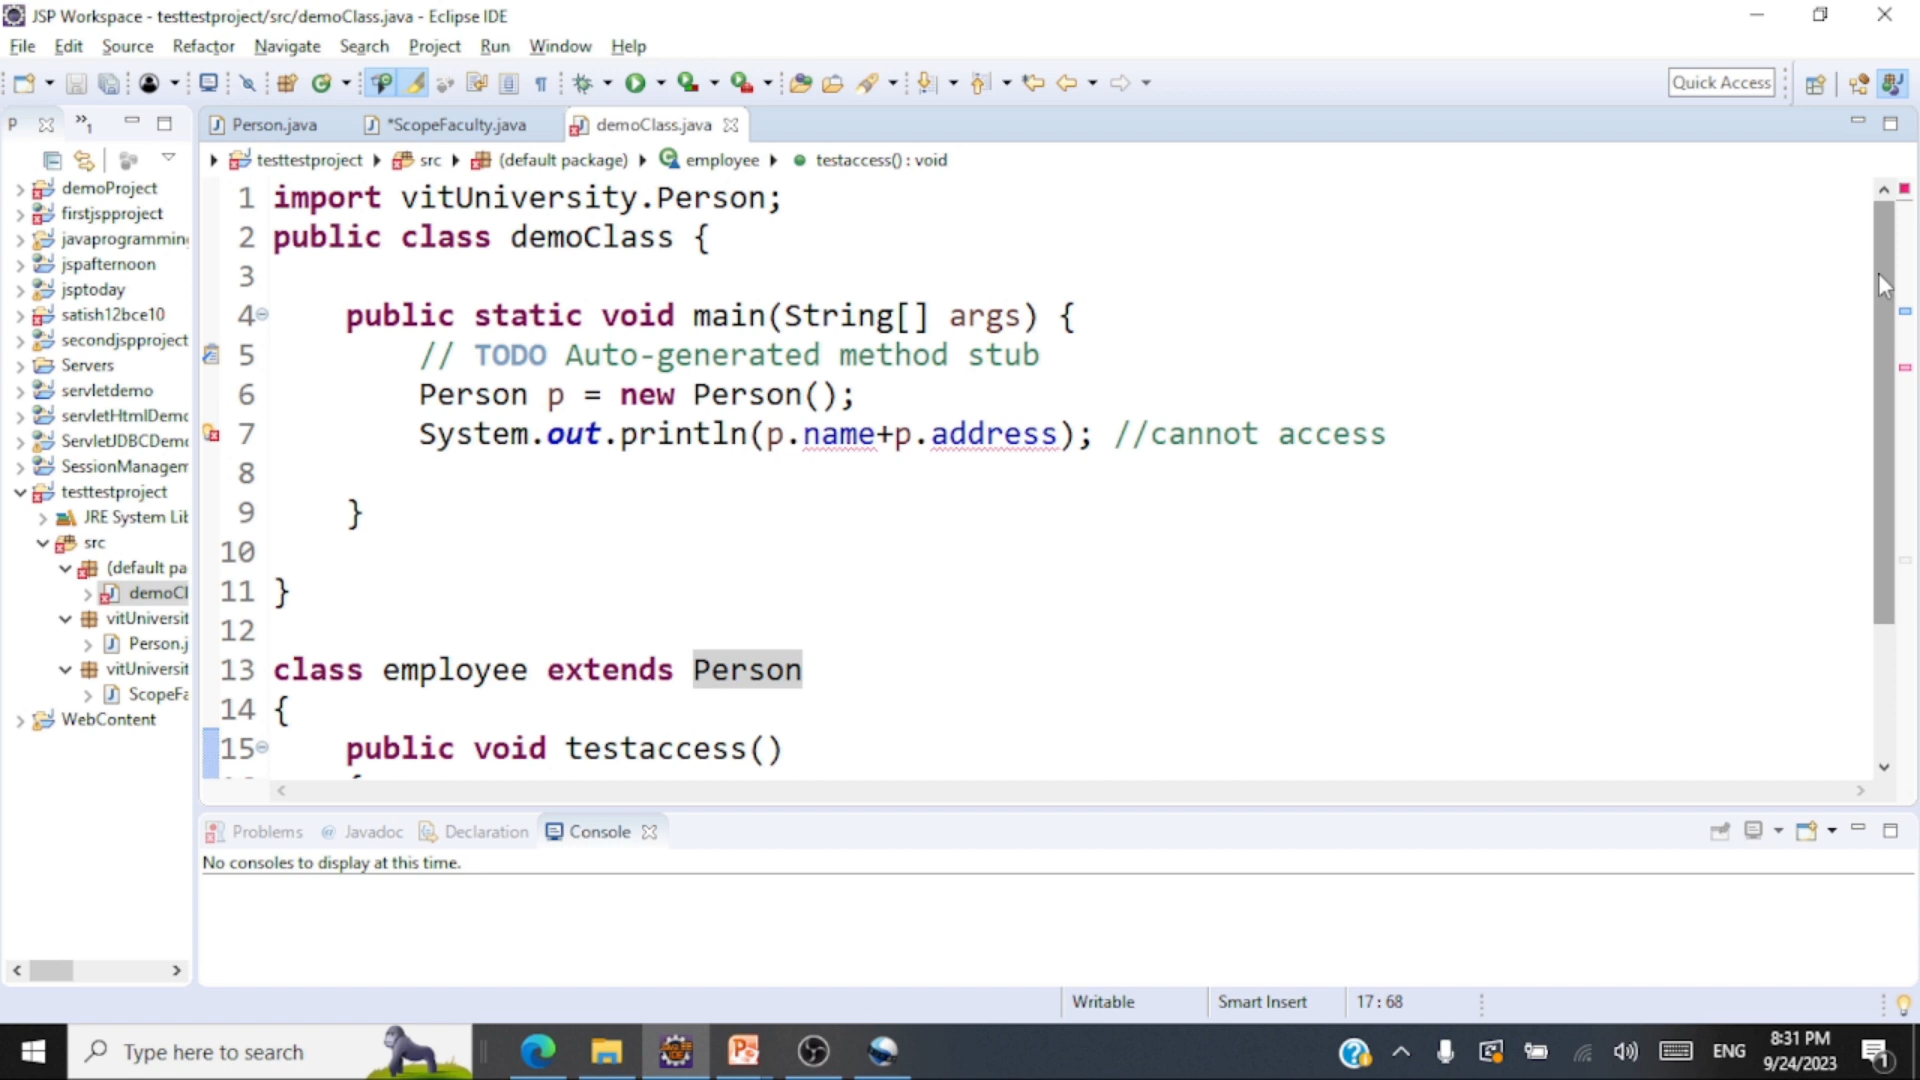 JSP Workspace - testtestproject/src/demoClass.java - Eclipse IDE
File Edit Source Refactor Navigate Search Project Run Window Help
Quick Access
P
Person.java *ScopeFaculty.java demoClass.java
testtestproject src (default package) employee testaccess() : void
demoProject
firstjspproject
javaprogramming
jspafternoon
jsptoday
satish12bce10
secondjspproject
Servers
servletdemo
servletHtmlDemo
ServletJDBCDemo
SessionManagem
testtestproject
JRE System Lib
src
(default pa
demoCl
vitUniversit
Person.j
vitUniversit
ScopeFa
WebContent
1 import vitUniversity.Person;
2 public class demoClass {
3
4 public static void main(String[] args) {
5 // TODO Auto-generated method stub
6 Person p = new Person();
7 System.out.println(p.name+p.address); //cannot access
8
9 }
10
11 }
12
13 class employee extends Person
14 {
15 public void testaccess()
Problems @ Javadoc Declaration Console
No consoles to display at this time.
Writable Smart Insert 17 : 68
Type here to search
ENG
8:31 PM
9/24/2023
1